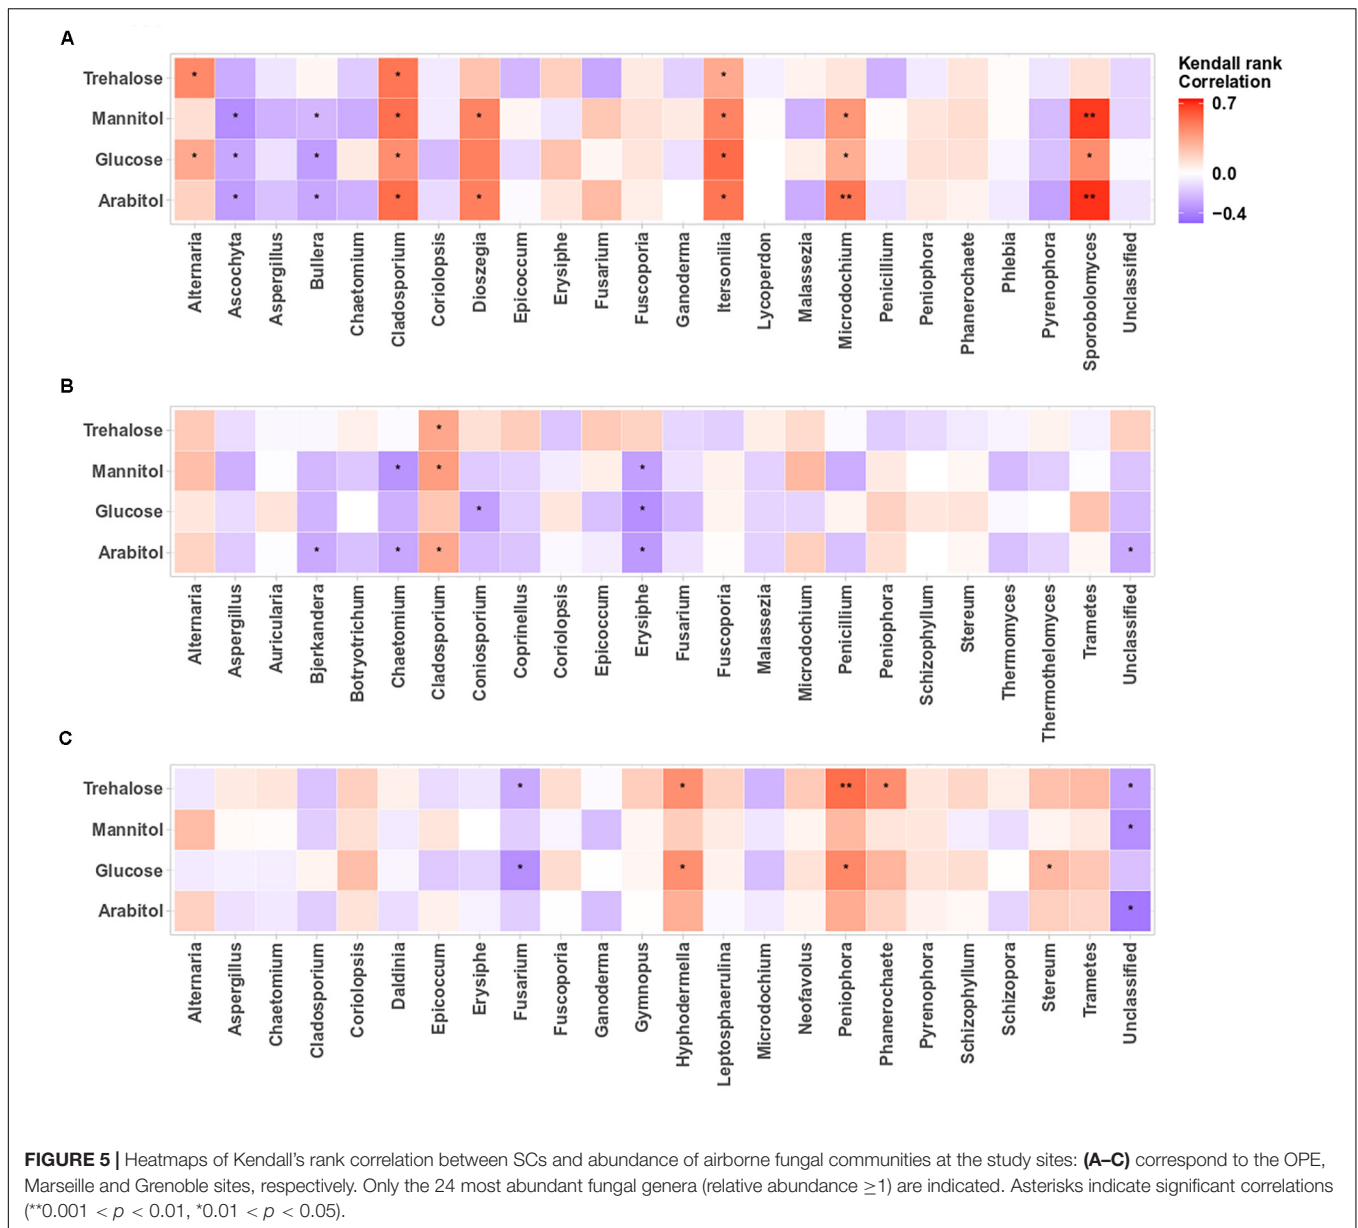 A
Kendall rank
Correlation
0.7
0.0
−0.4
Trehalose * * *
Mannitol * * * * * * **
Glucose * * * * * * *
Arabitol * * * * * ** **
Alternaria
Ascochyta
Aspergillus
Bullera
Chaetomium
Cladosporium
Coriolopsis
Dioszegia
Epicoccum
Erysiphe
Fusarium
Fuscoporia
Ganoderma
Itersonilia
Lycoperdon
Malassezia
Microdochium
Penicillium
Peniophora
Phanerochaete
Phlebia
Pyrenophora
Sporobolomyces
Unclassified
B
Trehalose *
Mannitol * * *
Glucose * *
Arabitol * * * * *
Alternaria
Aspergillus
Auricularia
Bjerkandera
Botryotrichum
Chaetomium
Cladosporium
Coniosporium
Coprinellus
Coriolopsis
Epicoccum
Erysiphe
Fusarium
Fuscoporia
Malassezia
Microdochium
Penicillium
Peniophora
Schizophyllum
Stereum
Thermomyces
Thermothelomyces
Trametes
Unclassified
C
Trehalose * * ** * *
Mannitol *
Glucose * * * *
Arabitol *
Alternaria
Aspergillus
Chaetomium
Cladosporium
Coriolopsis
Daldinia
Epicoccum
Erysiphe
Fusarium
Fuscoporia
Ganoderma
Gymnopus
Hyphodermella
Leptosphaerulina
Microdochium
Neofavolus
Peniophora
Phanerochaete
Pyrenophora
Schizophyllum
Schizopora
Stereum
Trametes
Unclassified
FIGURE 5 | Heatmaps of Kendall's rank correlation between SCs and abundance of airborne fungal communities at the study sites: (A–C) correspond to the OPE,
Marseille and Grenoble sites, respectively. Only the 24 most abundant fungal genera (relative abundance ≥1) are indicated. Asterisks indicate significant correlations
(**0.001 < p < 0.01, *0.01 < p < 0.05).